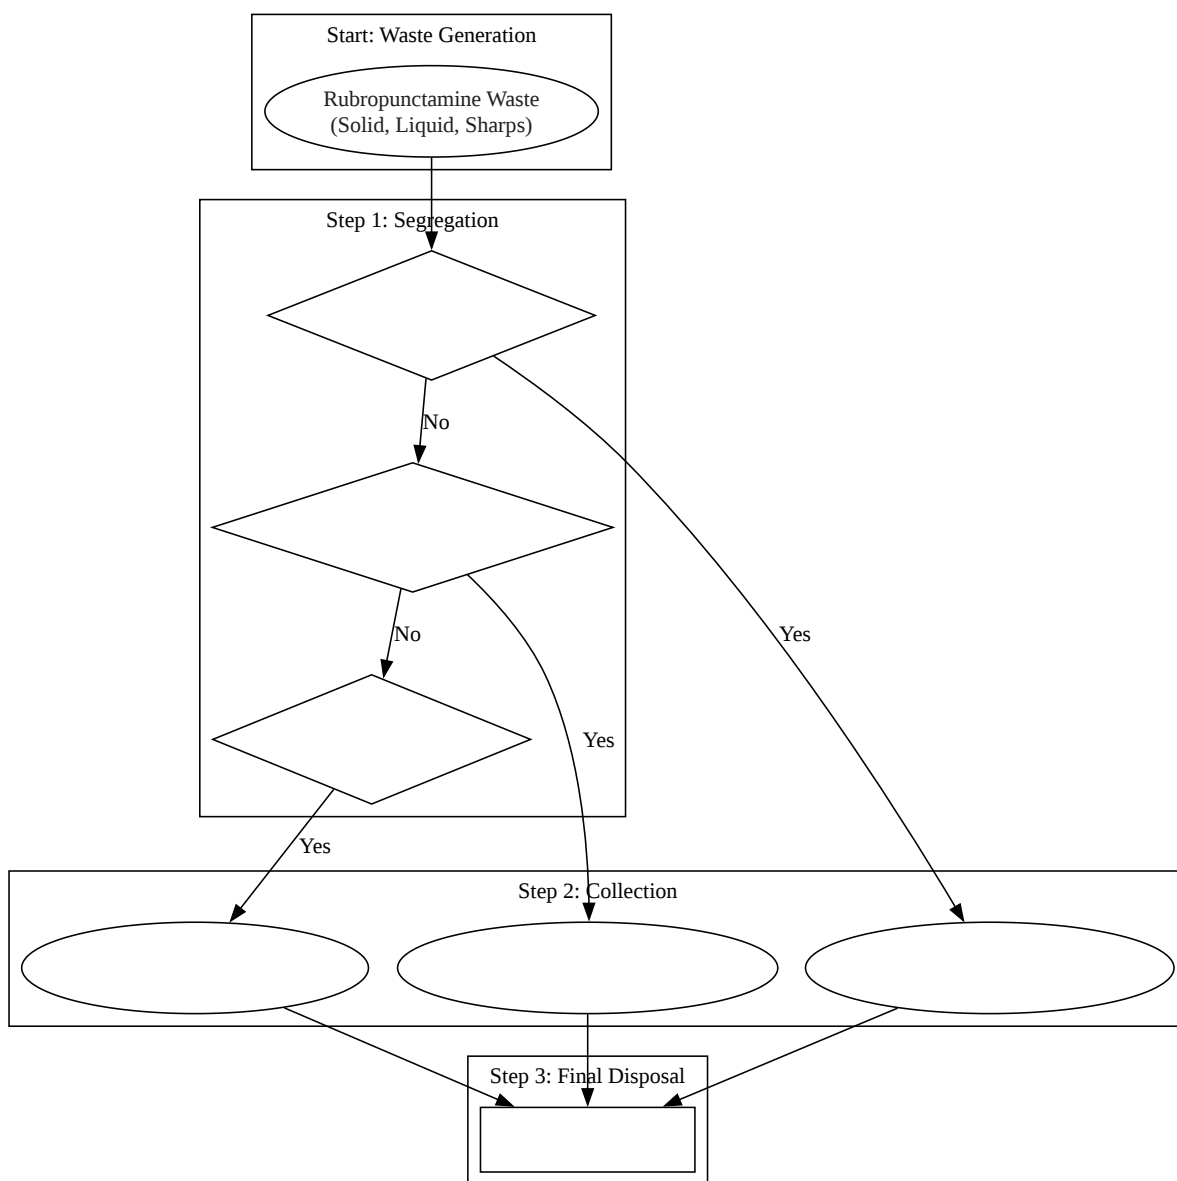 Start: Waste Generation
Rubropunctamine Waste
(Solid, Liquid, Sharps)
Step 1: Segregation
No
No
Yes
Yes
Yes
Step 2: Collection
Step 3: Final Disposal